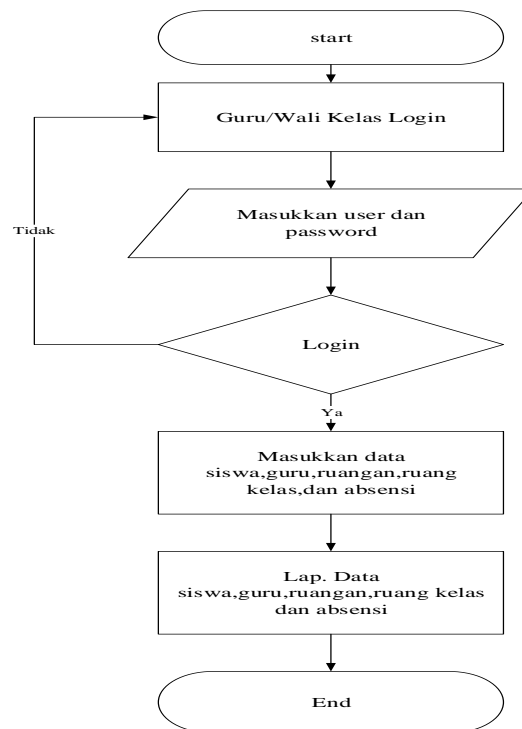 start
Guru/Wali Kelas Login
Masukkan user dan
password
Tidak
Login
Ya
Masukkan data
siswa,guru,ruangan,ruang
kelas,dan absensi
Lap. Data
siswa,guru,ruangan,ruang kelas
dan absensi
End